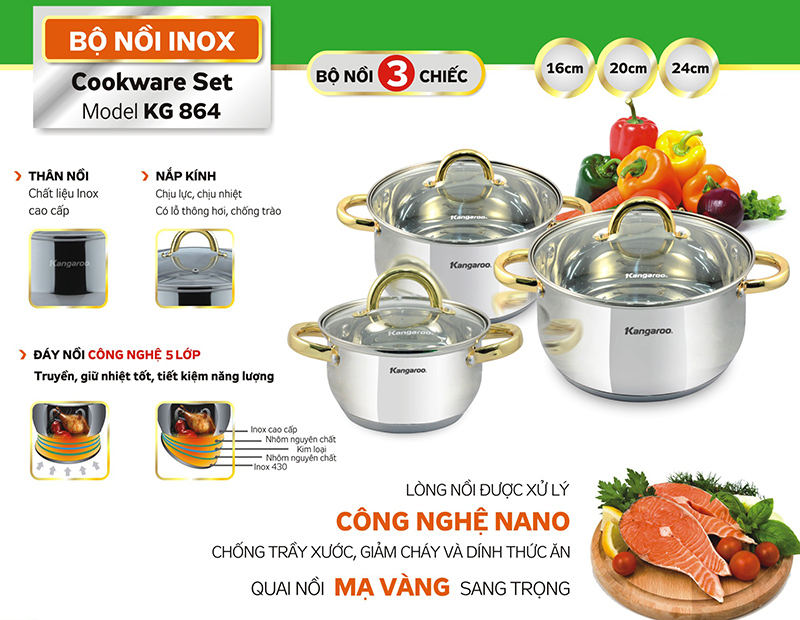 BỘ NỒI INOX
Cookware Set
Model KG 864
BỘ NỒI 3 CHIẾC
16cm
20cm
24cm
THÂN NỒI
Chất liệu Inox
cao cấp
NẮP KÍNH
Chịu lực, chịu nhiệt
Có lỗ thông hơi, chống trào
Kangaroo
Kangaroo
Kangaroo
Kangaroo
Kangaroo
Kangaroo
ĐÁY NỒI CÔNG NGHỆ 5 LỚP
Truyền, giữ nhiệt tốt, tiết kiệm năng lượng
Inox cao cấp
Nhôm nguyên chất
Kim loại
Nhôm nguyên chất
Inox 430
LÒNG NỒI ĐƯỢC XỬ LÝ
CÔNG NGHỆ NANO
CHỐNG TRẦY XƯỚC, GIẢM CHÁY VÀ DÍNH THỨC ĂN
QUAI NỒI MẠ VÀNG SANG TRỌNG